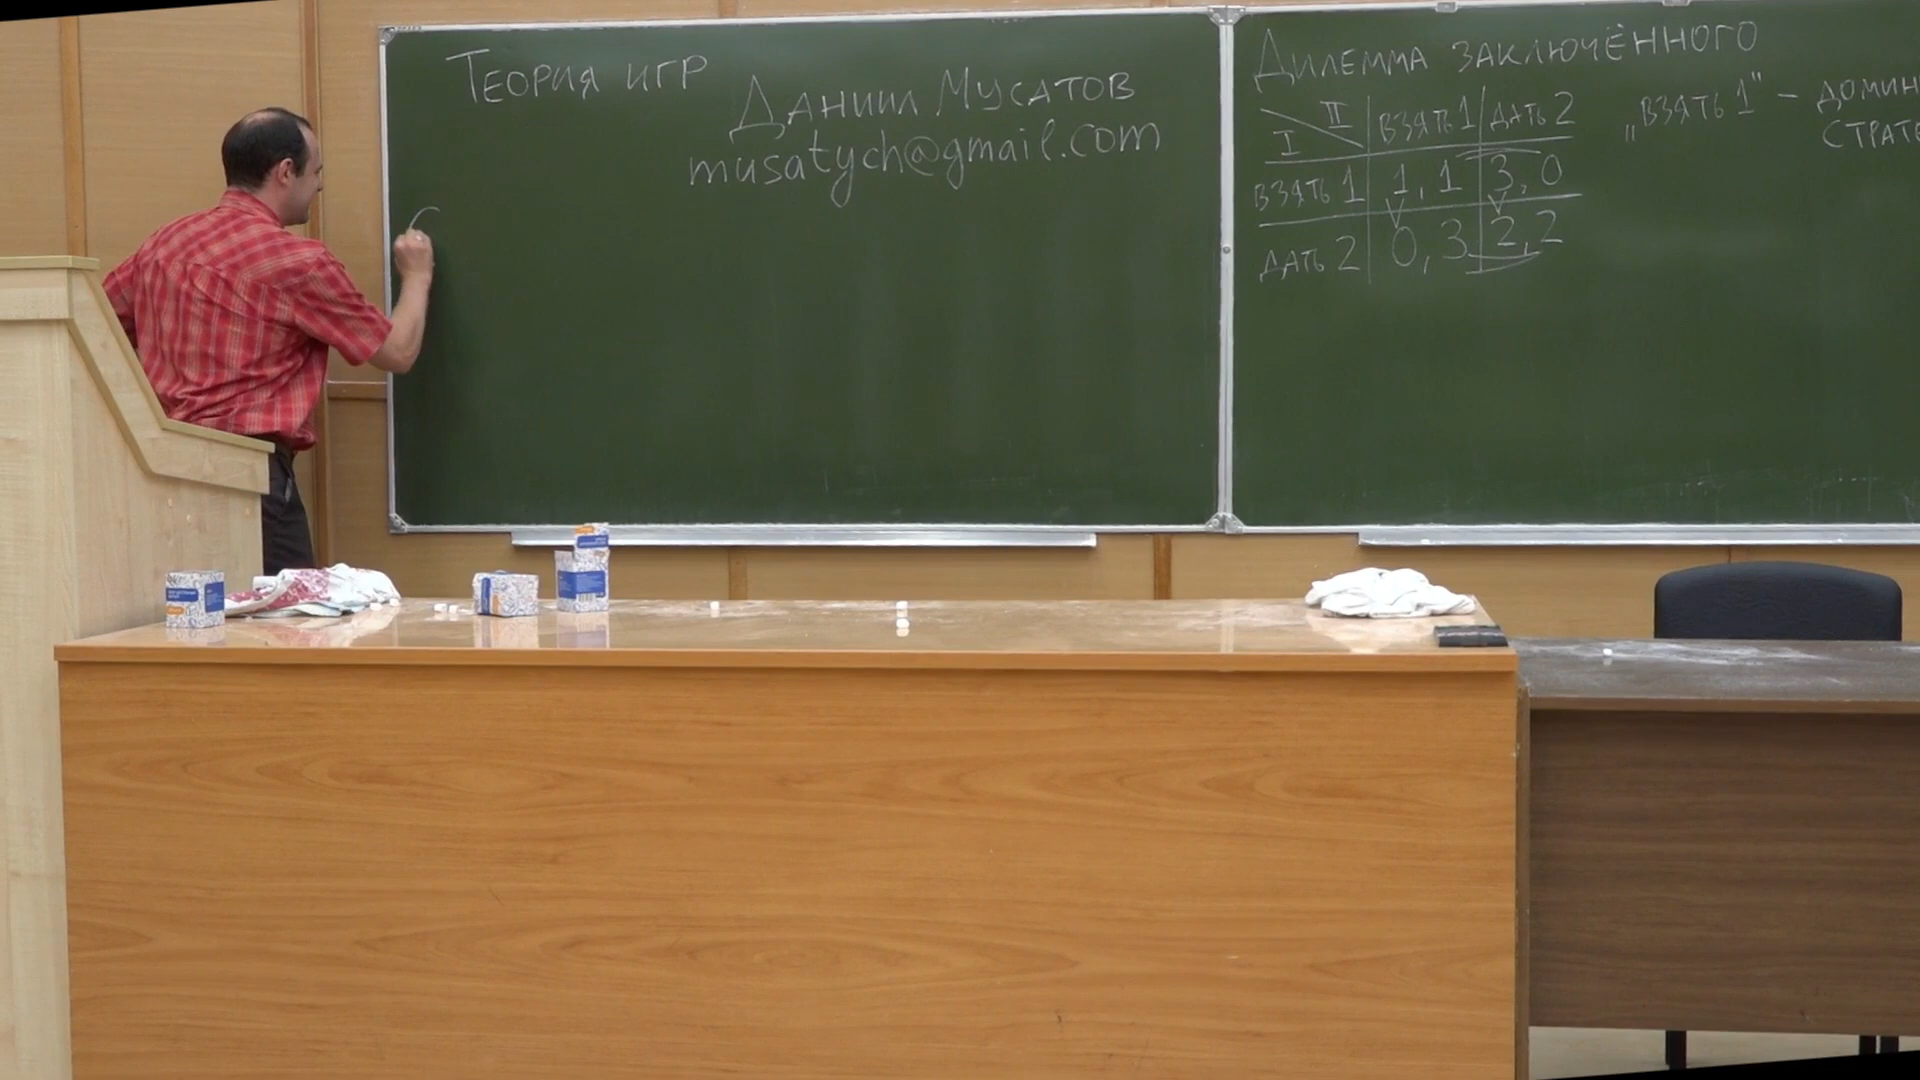 Теория игр
Даниил Мусатов
musatych@gmail.com
Дилемма заключённого
I \ II | взять 1 | дать 2
взять 1 | 1, 1 | 3, 0
дать 2 | 0, 3 | 2, 2
„взять 1" – домин
страте